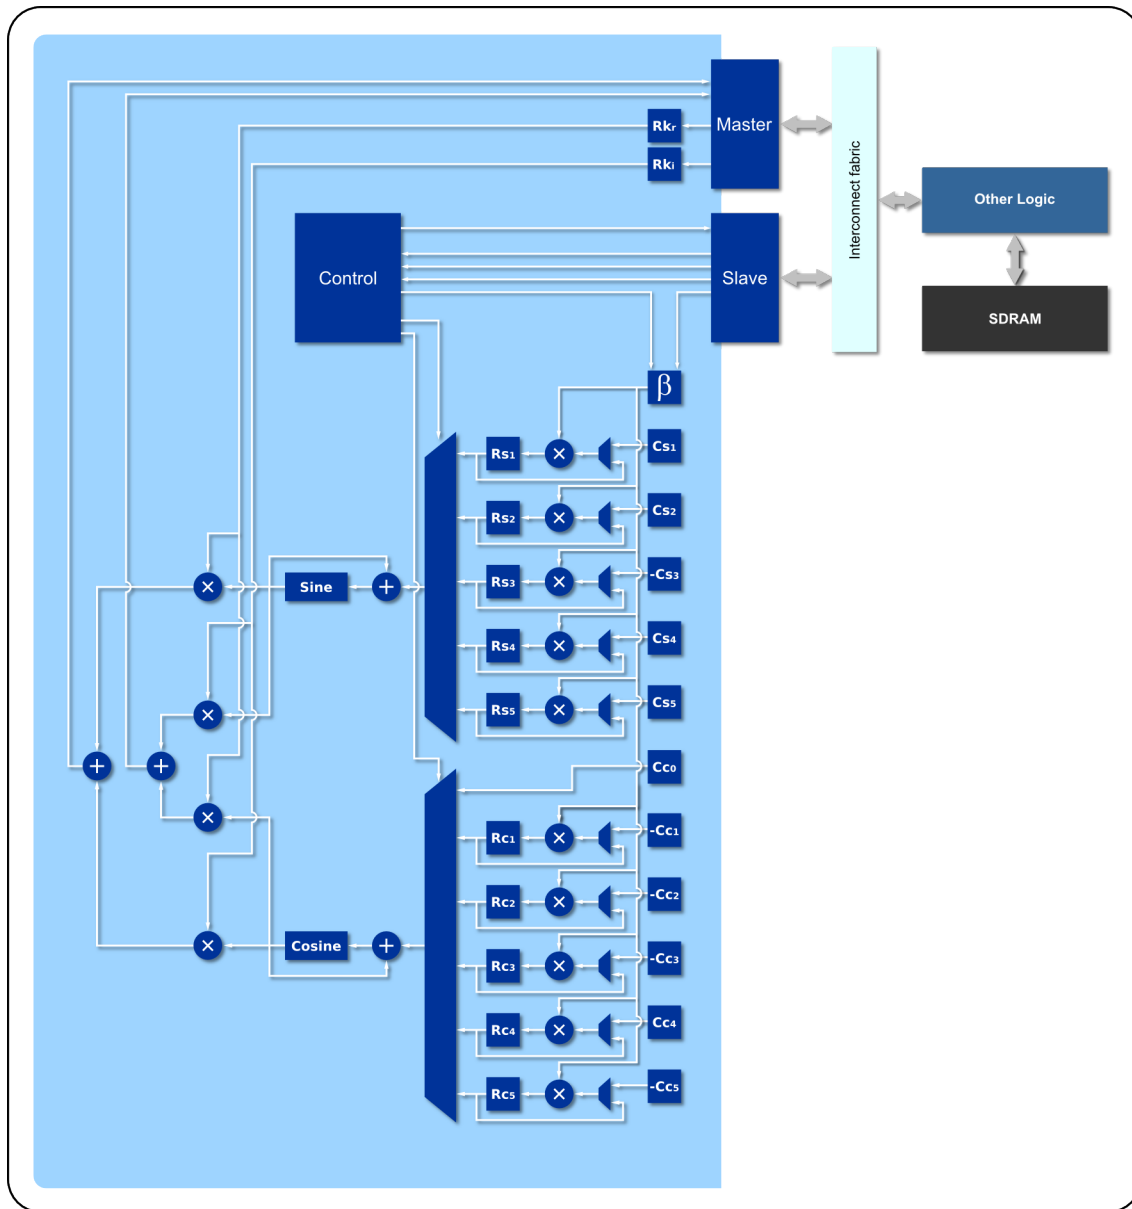 Rkr
Master
Rki
Interconnect fabric
Other Logic
Control
Slave
SDRAM
β
Rs1
×
Cs1
Rs2
×
Cs2
Rs3
×
-Cs3
×
Sine
+
Rs4
×
Cs4
Rs5
×
Cs5
×
+
+
Cc0
×
Rc1
×
-Cc1
Rc2
×
-Cc2
×
Cosine
+
Rc3
×
-Cc3
Rc4
×
Cc4
Rc5
×
-Cc5